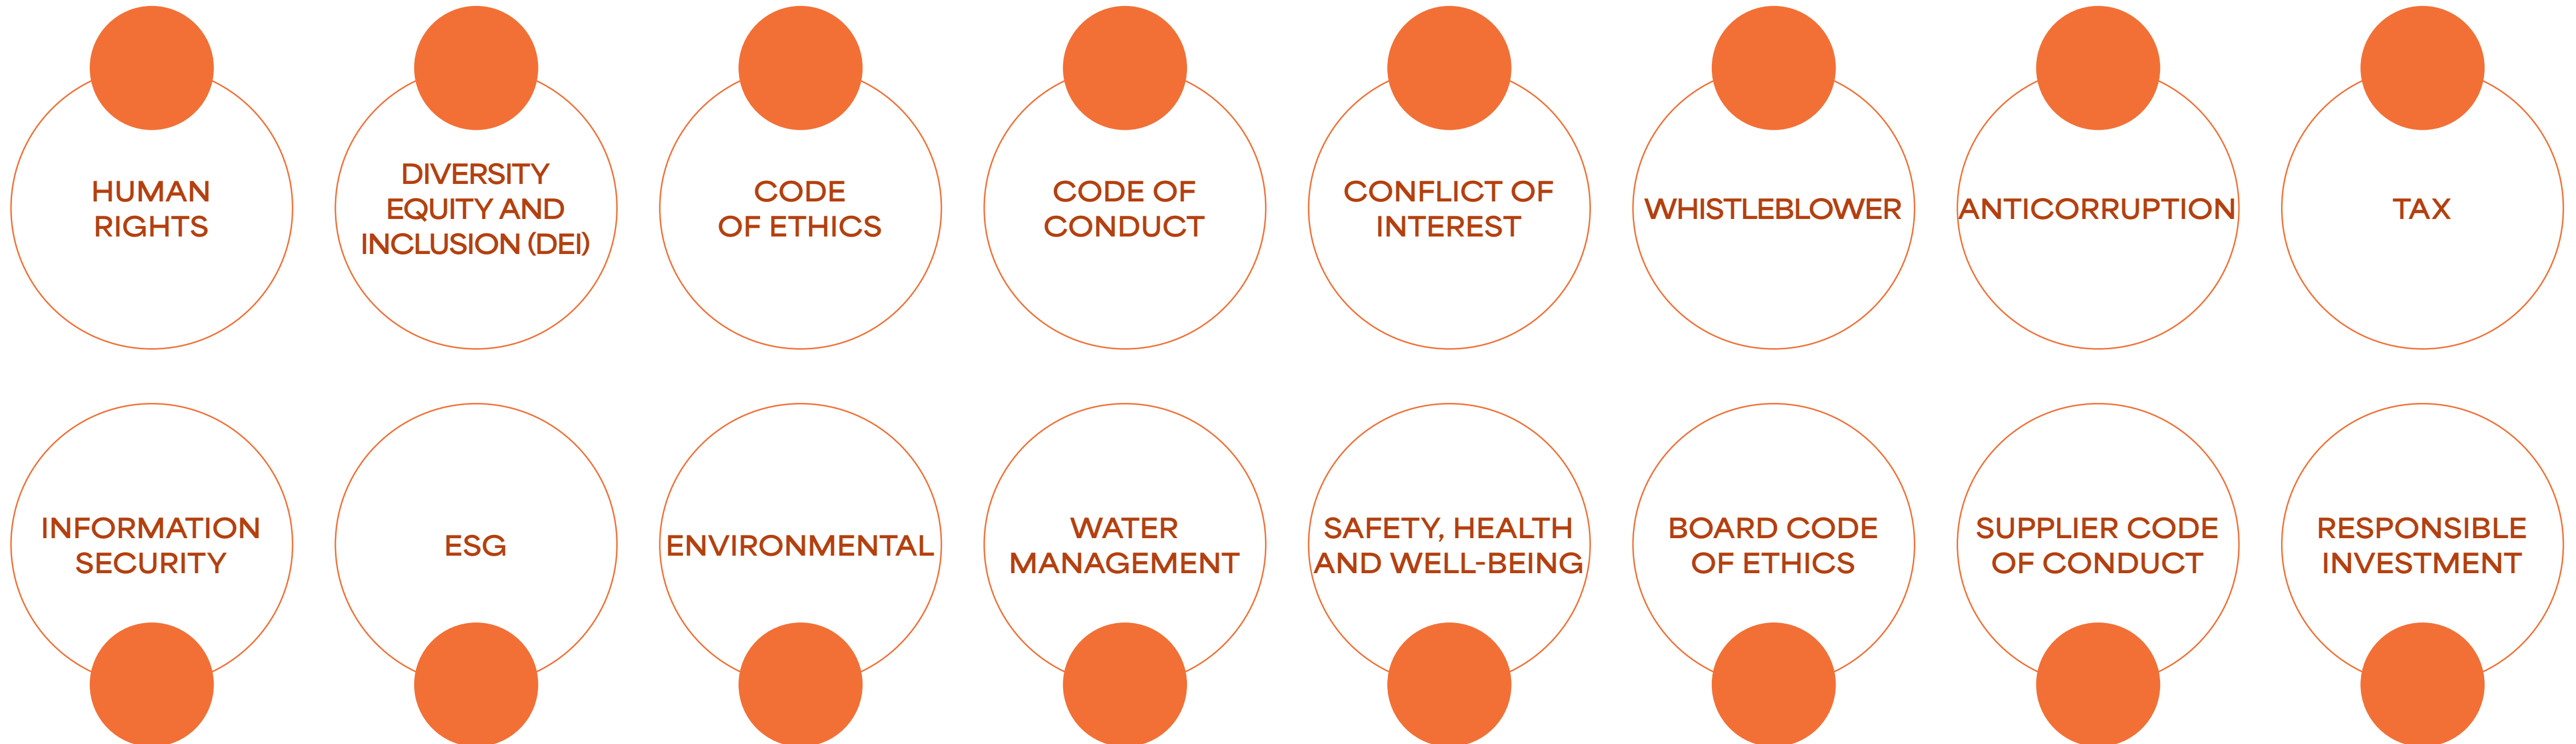 HUMAN
RIGHTS
DIVERSITY
EQUITY AND
INCLUSION (DEI)
CODE
OF ETHICS
CODE OF
CONDUCT
CONFLICT OF
INTEREST
WHISTLEBLOWER
ANTICORRUPTION
TAX
INFORMATION
SECURITY
ESG
ENVIRONMENTAL
WATER
MANAGEMENT
SAFETY, HEALTH
AND WELL-BEING
BOARD CODE
OF ETHICS
SUPPLIER CODE
OF CONDUCT
RESPONSIBLE
INVESTMENT